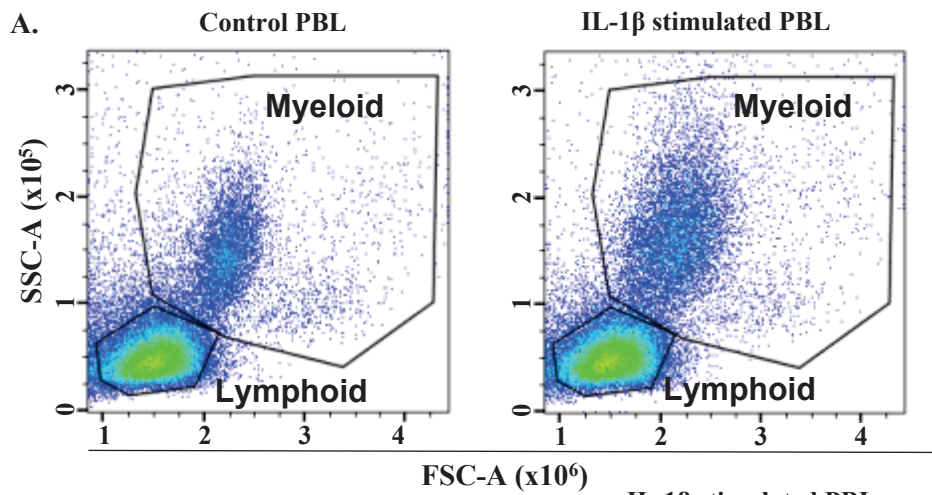 A.
Control PBL
IL-1β stimulated PBL
Myeloid
Myeloid
3
2
1
0
3
2
1
0
SSC-A (x10⁵)
Lymphoid
Lymphoid
1 2 3 4
1 2 3 4
FSC-A (x10⁶)